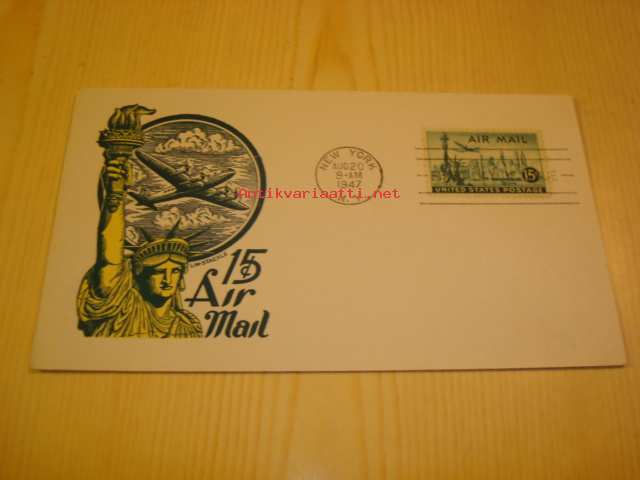 NEW YORK
AUG 20
9-AM
1947
N.Y.
AIR MAIL
15¢
UNITED STATES POSTAGE
Antikvariaatti.net
15¢
Air
Mail